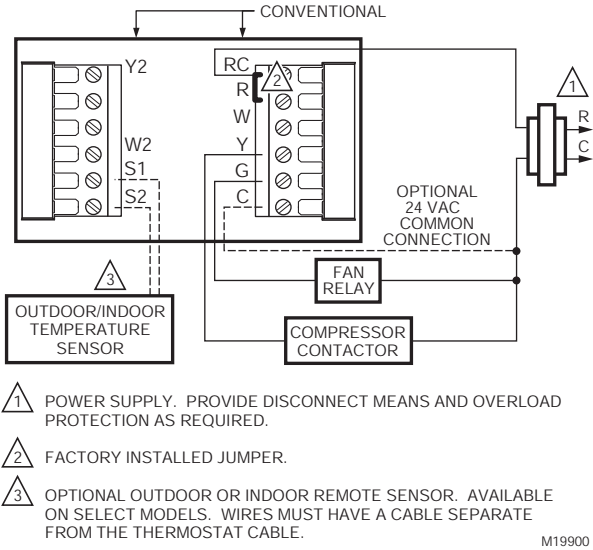 CONVENTIONAL
Y2
W2
S1
S2
RC
R
W
Y
G
C
2
1
R
C
OPTIONAL
24 VAC
COMMON
CONNECTION
FAN
RELAY
3
OUTDOOR/INDOOR
TEMPERATURE
SENSOR
COMPRESSOR
CONTACTOR
1 POWER SUPPLY. PROVIDE DISCONNECT MEANS AND OVERLOAD
PROTECTION AS REQUIRED.
2 FACTORY INSTALLED JUMPER.
3 OPTIONAL OUTDOOR OR INDOOR REMOTE SENSOR. AVAILABLE
ON SELECT MODELS. WIRES MUST HAVE A CABLE SEPARATE
FROM THE THERMOSTAT CABLE.
M19900